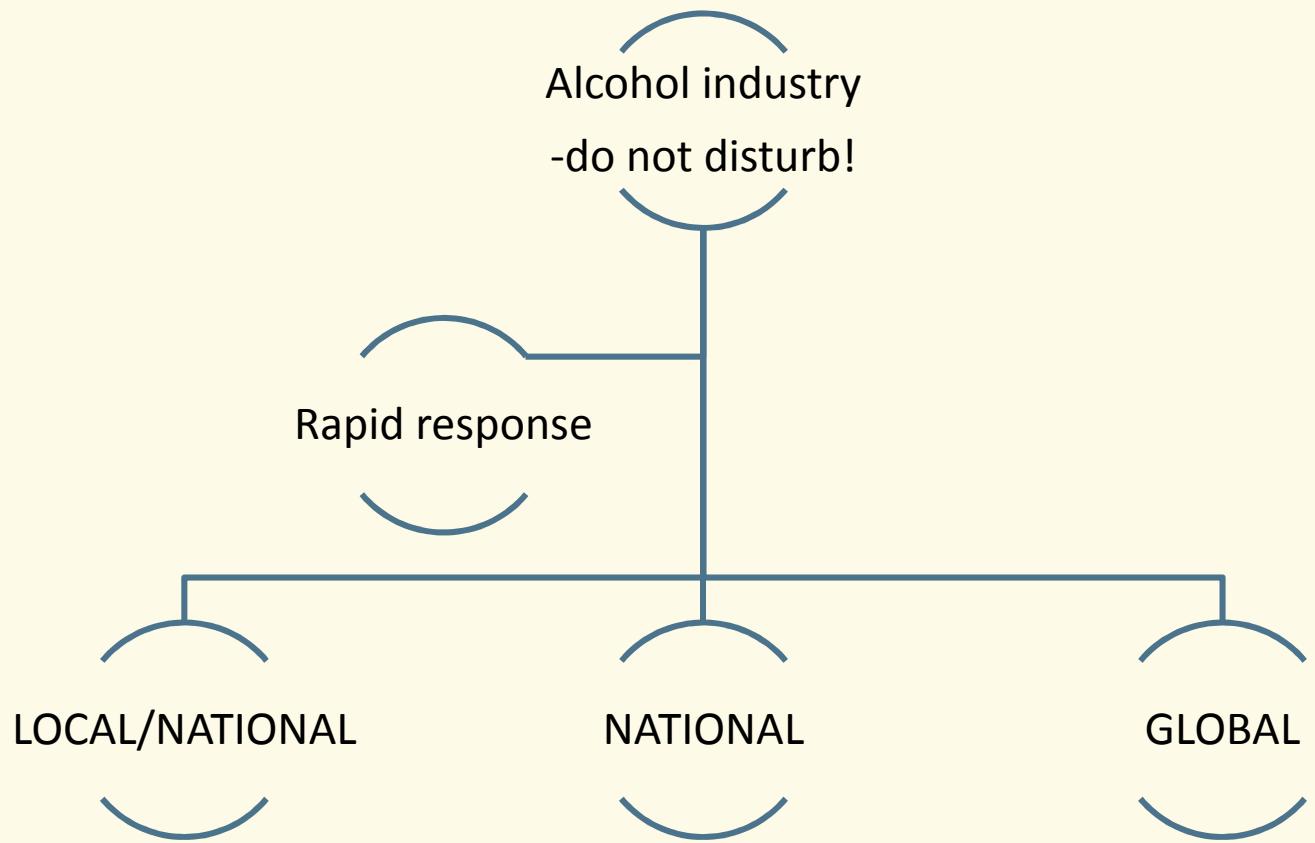 Alcohol industry
-do not disturb!
Rapid response
LOCAL/NATIONAL
NATIONAL
GLOBAL